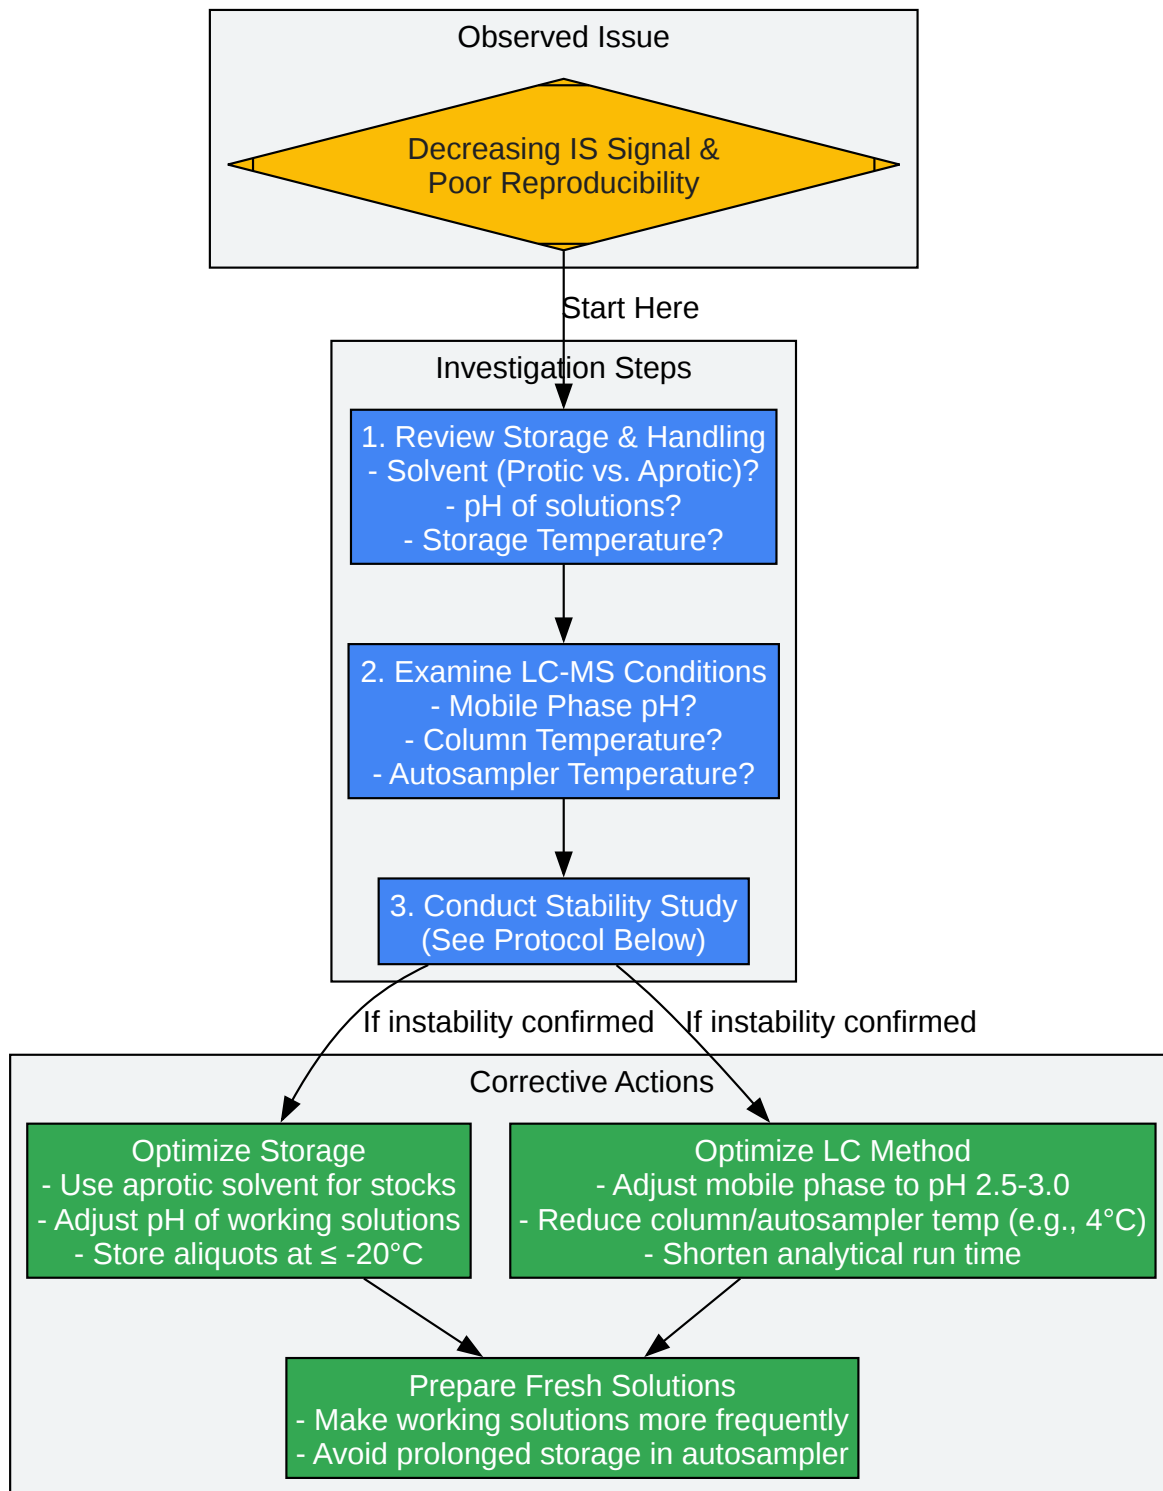 Observed Issue
Decreasing IS Signal &
Poor Reproducibility
Start Here
Investigation Steps
1. Review Storage & Handling
- Solvent (Protic vs. Aprotic)?
- pH of solutions?
- Storage Temperature?
2. Examine LC-MS Conditions
- Mobile Phase pH?
- Column Temperature?
- Autosampler Temperature?
3. Conduct Stability Study
(See Protocol Below)
If instability confirmed
If instability confirmed
Corrective Actions
Optimize Storage
- Use aprotic solvent for stocks
- Adjust pH of working solutions
- Store aliquots at ≤ -20°C
Optimize LC Method
- Adjust mobile phase to pH 2.5-3.0
- Reduce column/autosampler temp (e.g., 4°C)
- Shorten analytical run time
Prepare Fresh Solutions
- Make working solutions more frequently
- Avoid prolonged storage in autosampler